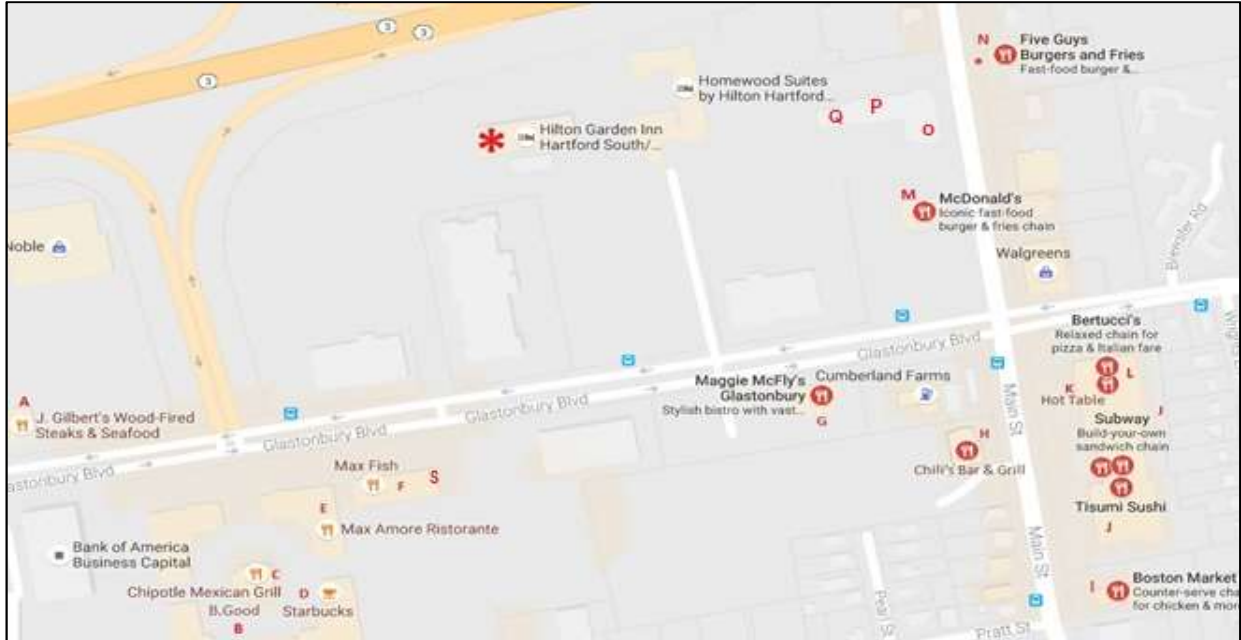 3
3
3
N
Five Guys
Burgers and Fries
Fast-food burger &...
Homewood Suites
by Hilton Hartford...
Q
P
O
*
Hilton Garden Inn
Hartford South/...
M
McDonald's
Iconic fast-food
burger & fries chain
Brewster Rd
Noble
Walgreens
Bertucci's
Relaxed chain for
pizza & Italian fare
Glastonbury Blvd
L
Maggie McFly's
Glastonbury
Stylish bistro with vast...
G
Cumberland Farms
K
Hot Table
Main St
A
J. Gilbert's Wood-Fired
Steaks & Seafood
Glastonbury Blvd
J
Subway
Build-your-own
sandwich chain
Glastonbury Blvd
H
Chili's Bar & Grill
astonbury Blvd
Max Fish
F
S
Tisumi Sushi
J
E
Max Amore Ristorante
Bank of America
Business Capital
Main St
C
Chipotle Mexican Grill
D
Starbucks
B.Good
B
I
Boston Market
Counter-serve cha
for chicken & more
Pearl St
Pratt St